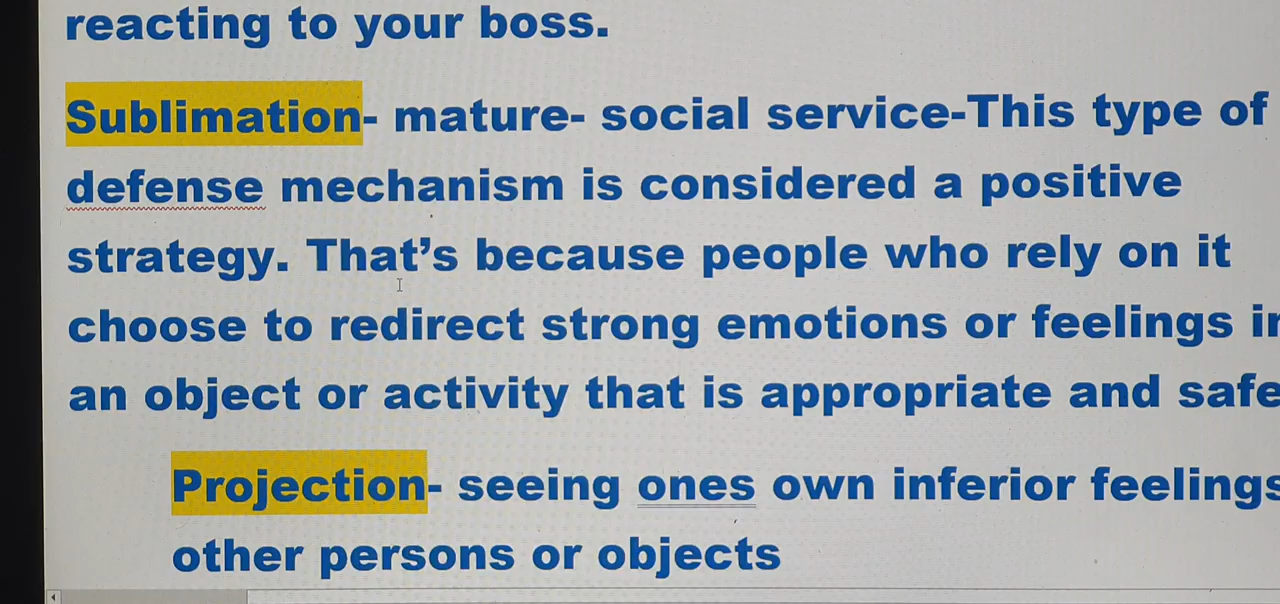 reacting to your boss.
Sublimation- mature- social service-This type of
defense mechanism is considered a positive
strategy. That’s because people who rely on it
choose to redirect strong emotions or feelings
an object or activity that is appropriate and safe
Projection- seeing ones own inferior feelings
other persons or objects